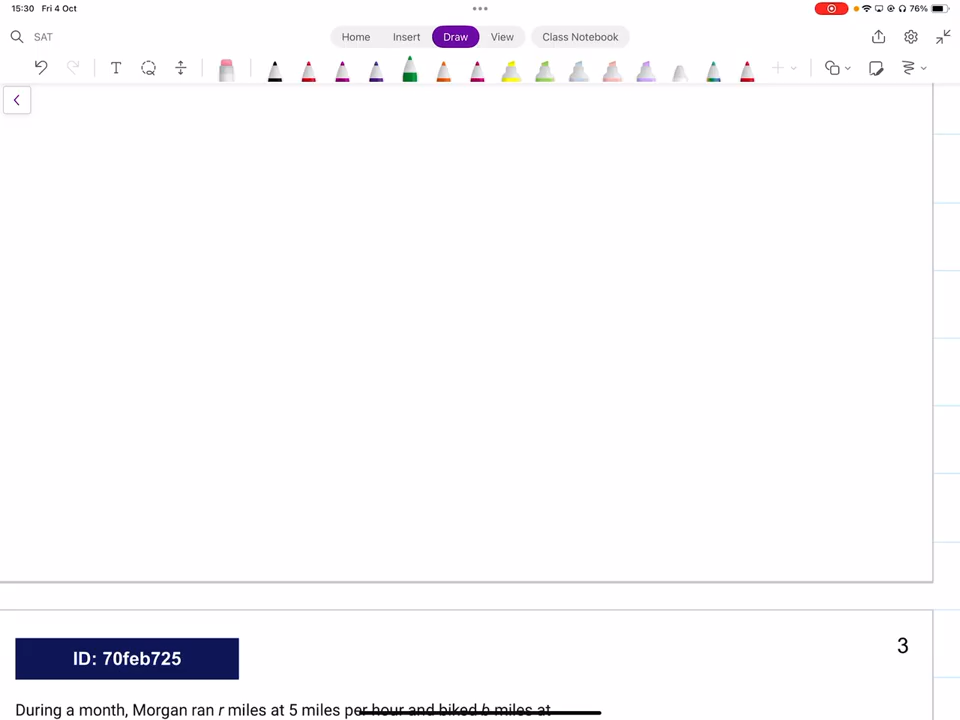 15:30 Fri 4 Oct
76%
SAT
Home
Insert
Draw
View
Class Notebook
T
3
ID: 70feb725
During a month, Morgan ran r miles at 5 miles per hour and biked b miles at